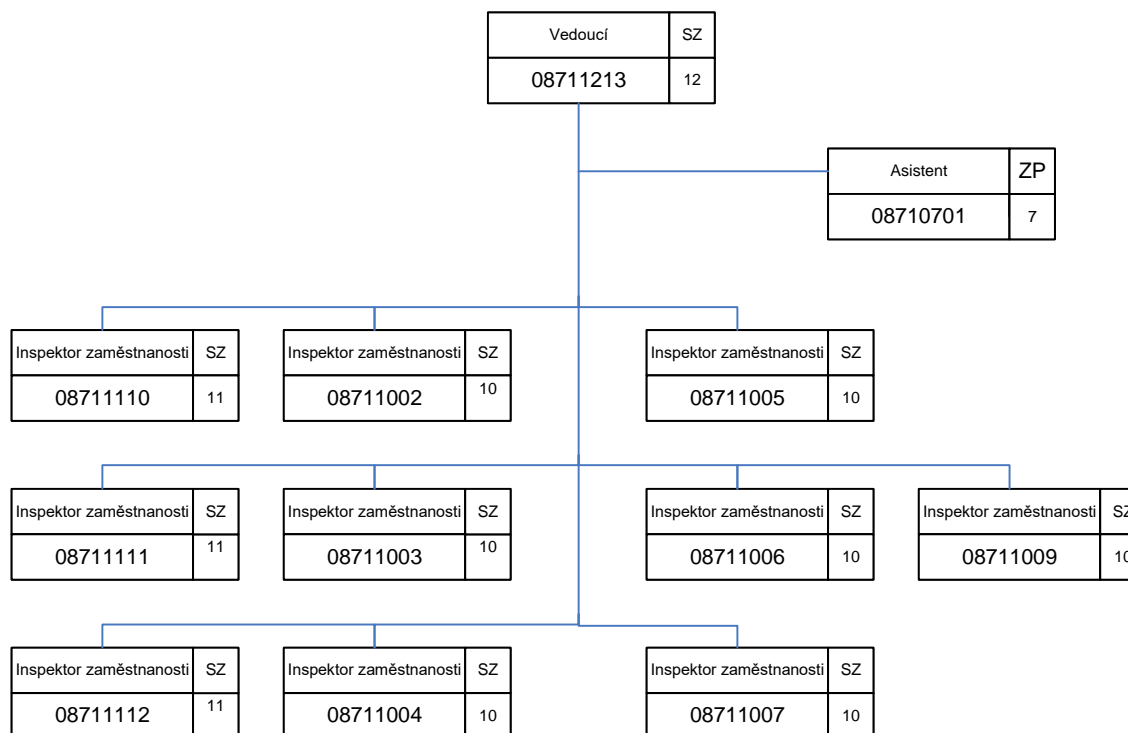 Vedoucí SZ
08711213 12
Asistent ZP
08710701 7
Inspektor zaměstnanosti SZ Inspektor zaměstnanosti SZ Inspektor zaměstnanosti SZ
08711110 11 08711002 10 08711005 10
Inspektor zaměstnanosti SZ Inspektor zaměstnanosti SZ Inspektor zaměstnanosti SZ Inspektor zaměstnanosti SZ
08711111 11 08711003 10 08711006 10 08711009 10
Inspektor zaměstnanosti SZ Inspektor zaměstnanosti SZ Inspektor zaměstnanosti SZ
08711112 11 08711004 10 08711007 10